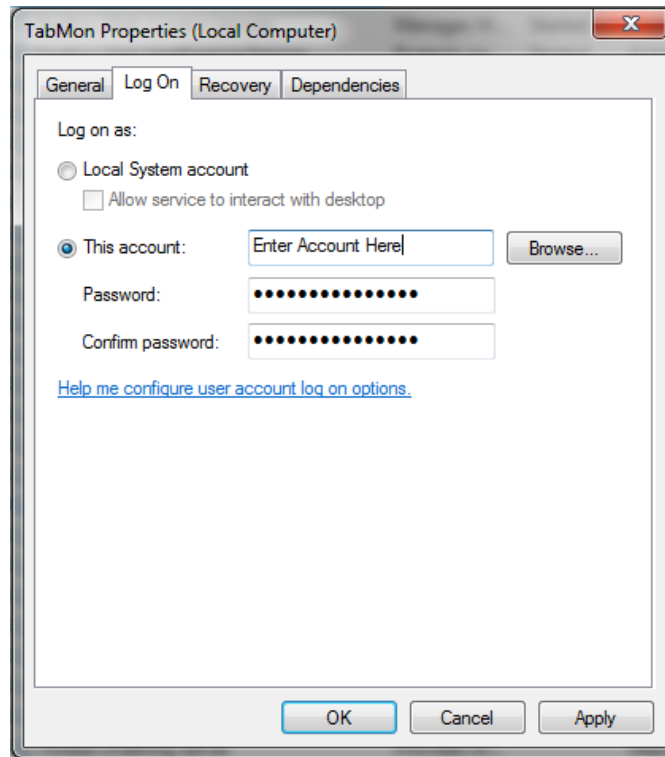 TabMon Properties (Local Computer)
General Log On Recovery Dependencies
Log on as:
Local System account
Allow service to interact with desktop
This account: Enter Account Here Browse...
Password: ●●●●●●●●●●●●●●●
Confirm password: ●●●●●●●●●●●●●●●
Help me configure user account log on options.
OK Cancel Apply